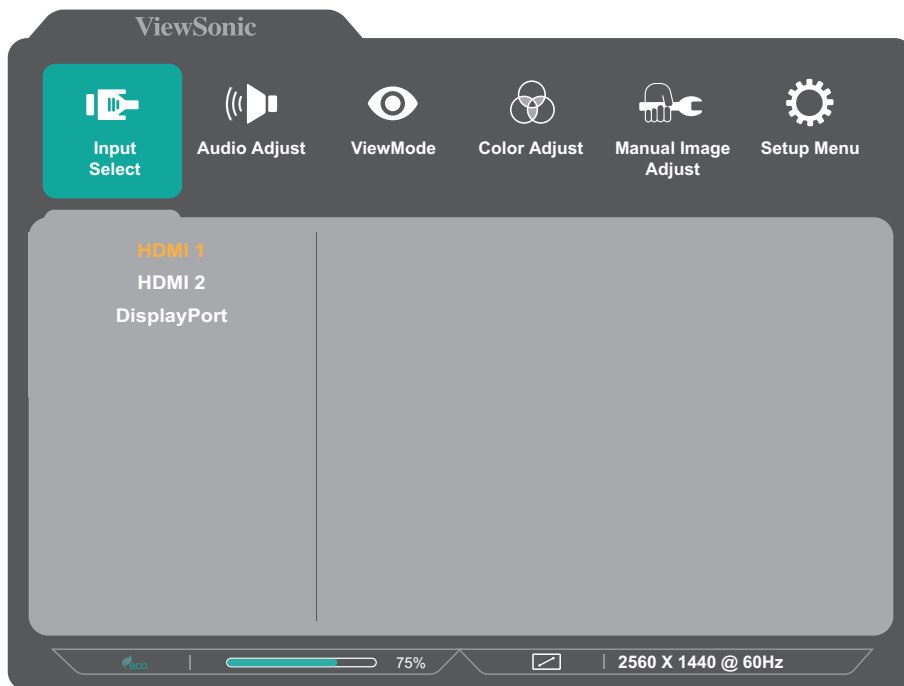 ViewSonic
Input
Select
Audio Adjust
ViewMode
Color Adjust
Manual Image
Adjust
Setup Menu
HDMI 1
HDMI 2
DisplayPort
eco
75%
2560 X 1440 @ 60Hz